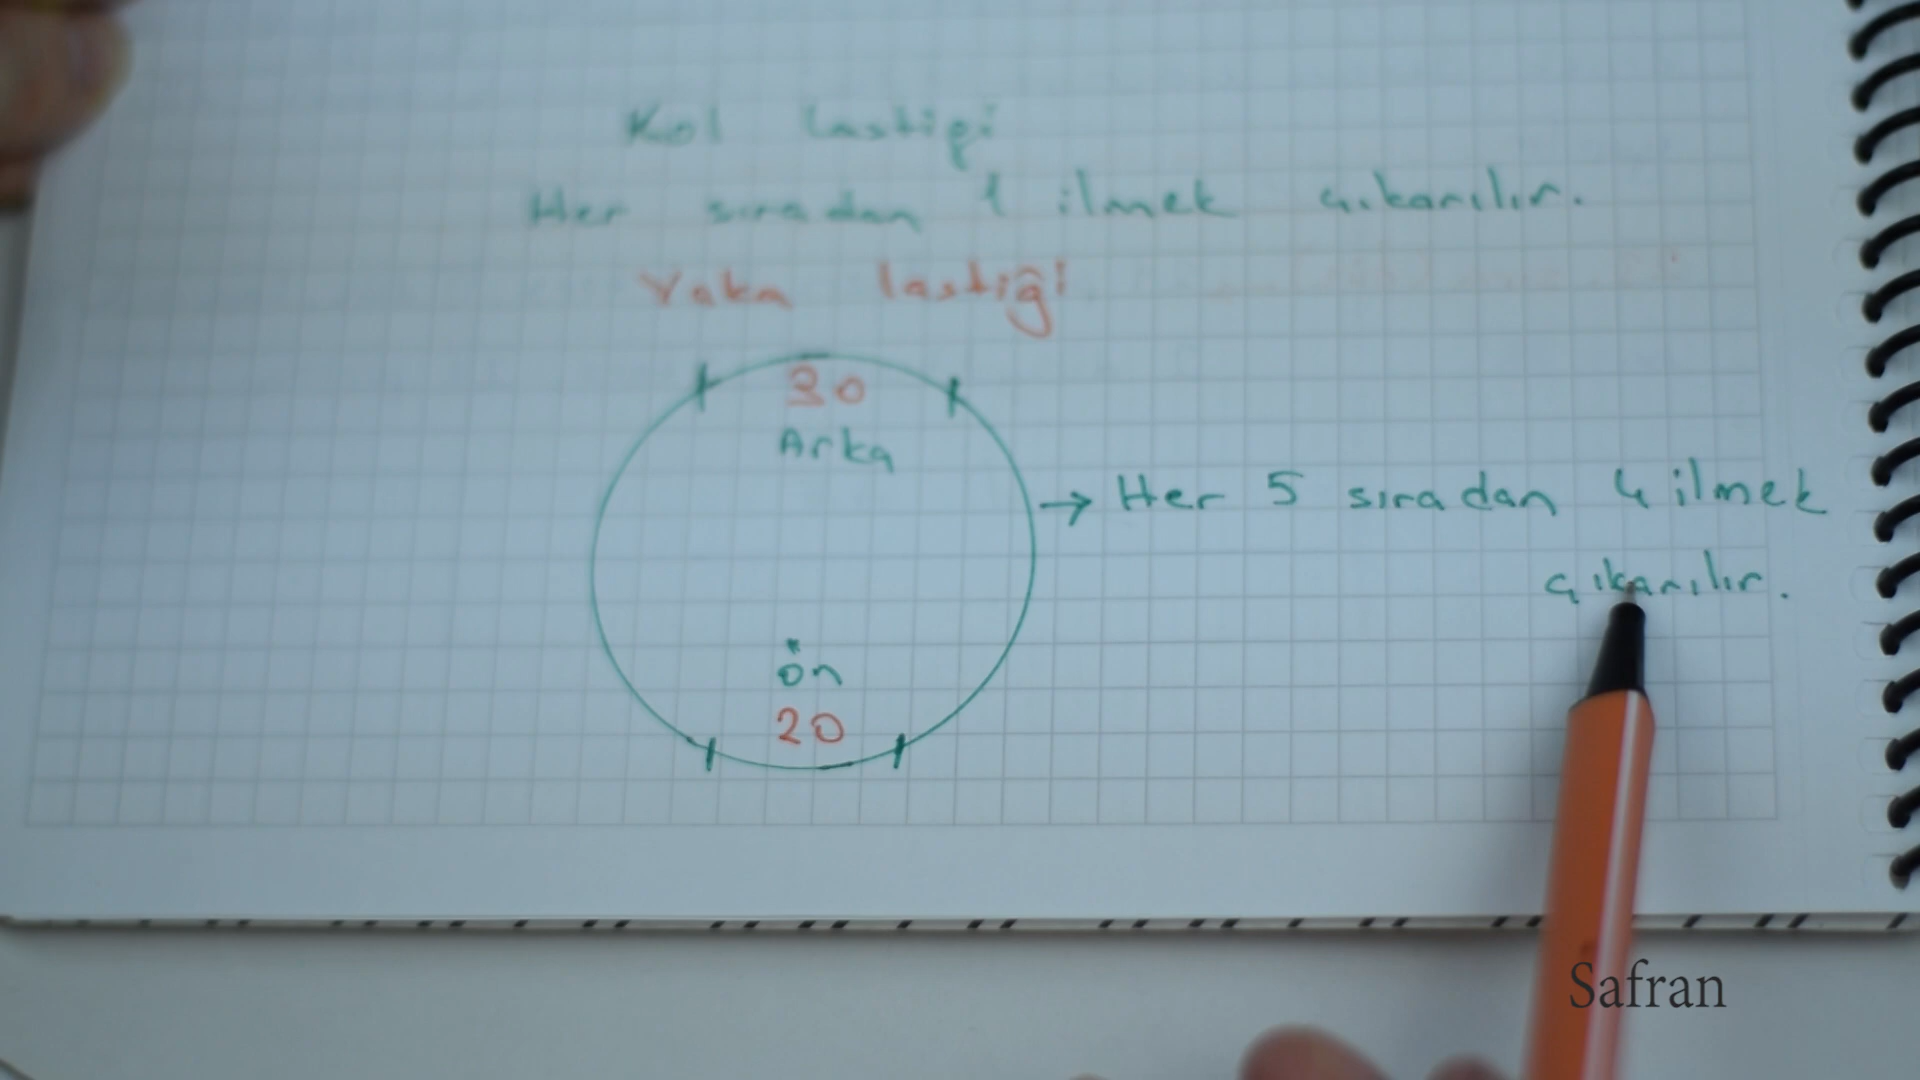 Kol lastiği
Her sıradan 1 ilmek çıkarılır.
Yaka lastiği
30
Arka
→ Her 5 sıradan 4 ilmek
çıkarılır.
ön
20
Safran